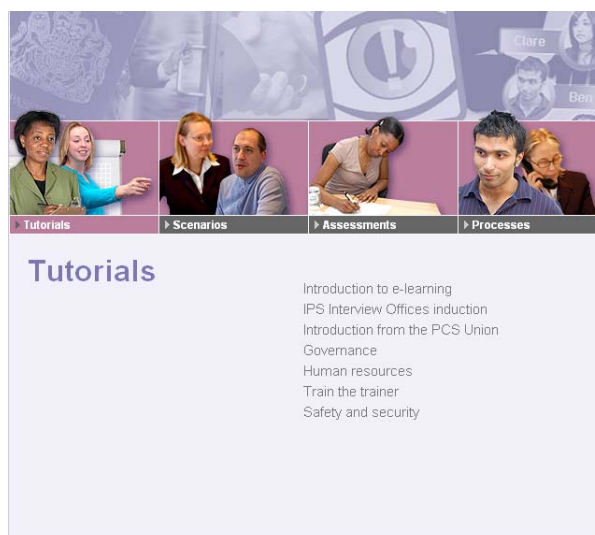 Clare
Ben
Tutorials
Scenarios
Assessments
Processes
Tutorials
Introduction to e-learning
IPS Interview Offices induction
Introduction from the PCS Union
Governance
Human resources
Train the trainer
Safety and security